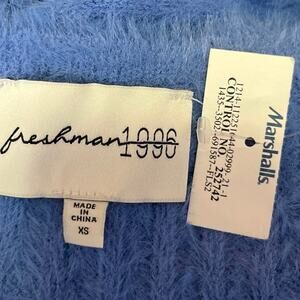 freshman1996
MADE IN
CHINA
XS
Marshalls
CONTROL NO. 252742